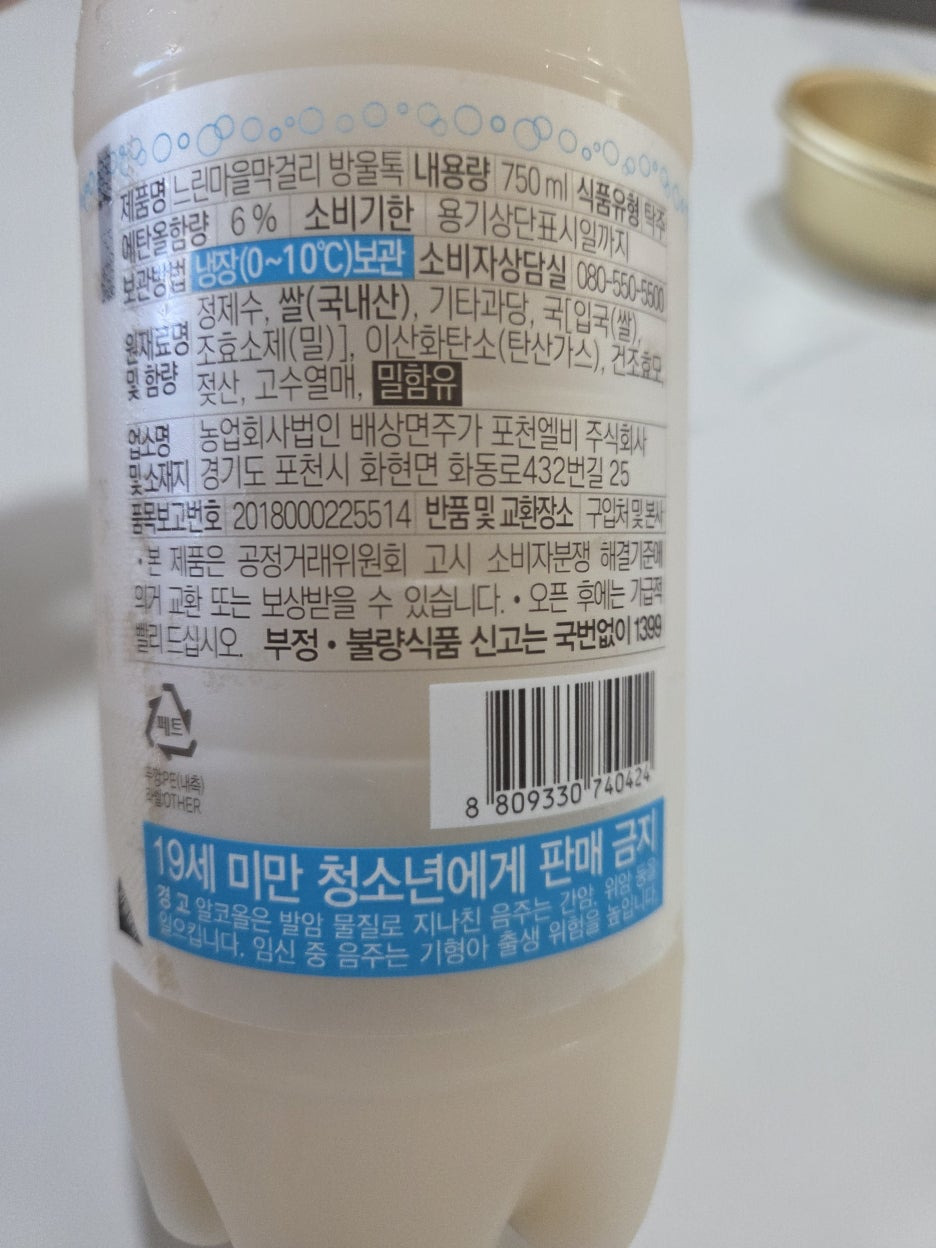 제품명 느린마을막걸리 방울톡 내용량 750ml 식품유형 탁주
에탄올함량 6% 소비기한 용기상단표시일까지
보관방법 냉장(0~10℃)보관 소비자상담실 080-550-5500
원재료명 및 함량 정제수, 쌀(국내산), 기타과당, 국[입국(쌀),
조효소제(밀)], 이산화탄소(탄산가스), 건조효모,
젖산, 고수열매, 밀함유
업소명 농업회사법인 배상면주가 포천엘비 주식회사
및소재지 경기도 포천시 화현면 화동로432번길 25
품목보고번호 2018000225514 반품 및 교환장소 구입처 및 본사
• 본 제품은 공정거래위원회 고시 소비자분쟁 해결기준에
의거 교환 또는 보상받을 수 있습니다. • 오픈 후에는 가급적
빨리 드십시오. 부정 • 불량식품 신고는 국번없이 1399
페트
뚜껑:PE(내측)
라벨:OTHER
8 809330 740424
19세 미만 청소년에게 판매 금지
경고 알코올은 발암 물질로 지나친 음주는 간암, 위암 등을
일으킵니다. 임신 중 음주는 기형아 출생 위험을 높입니다.